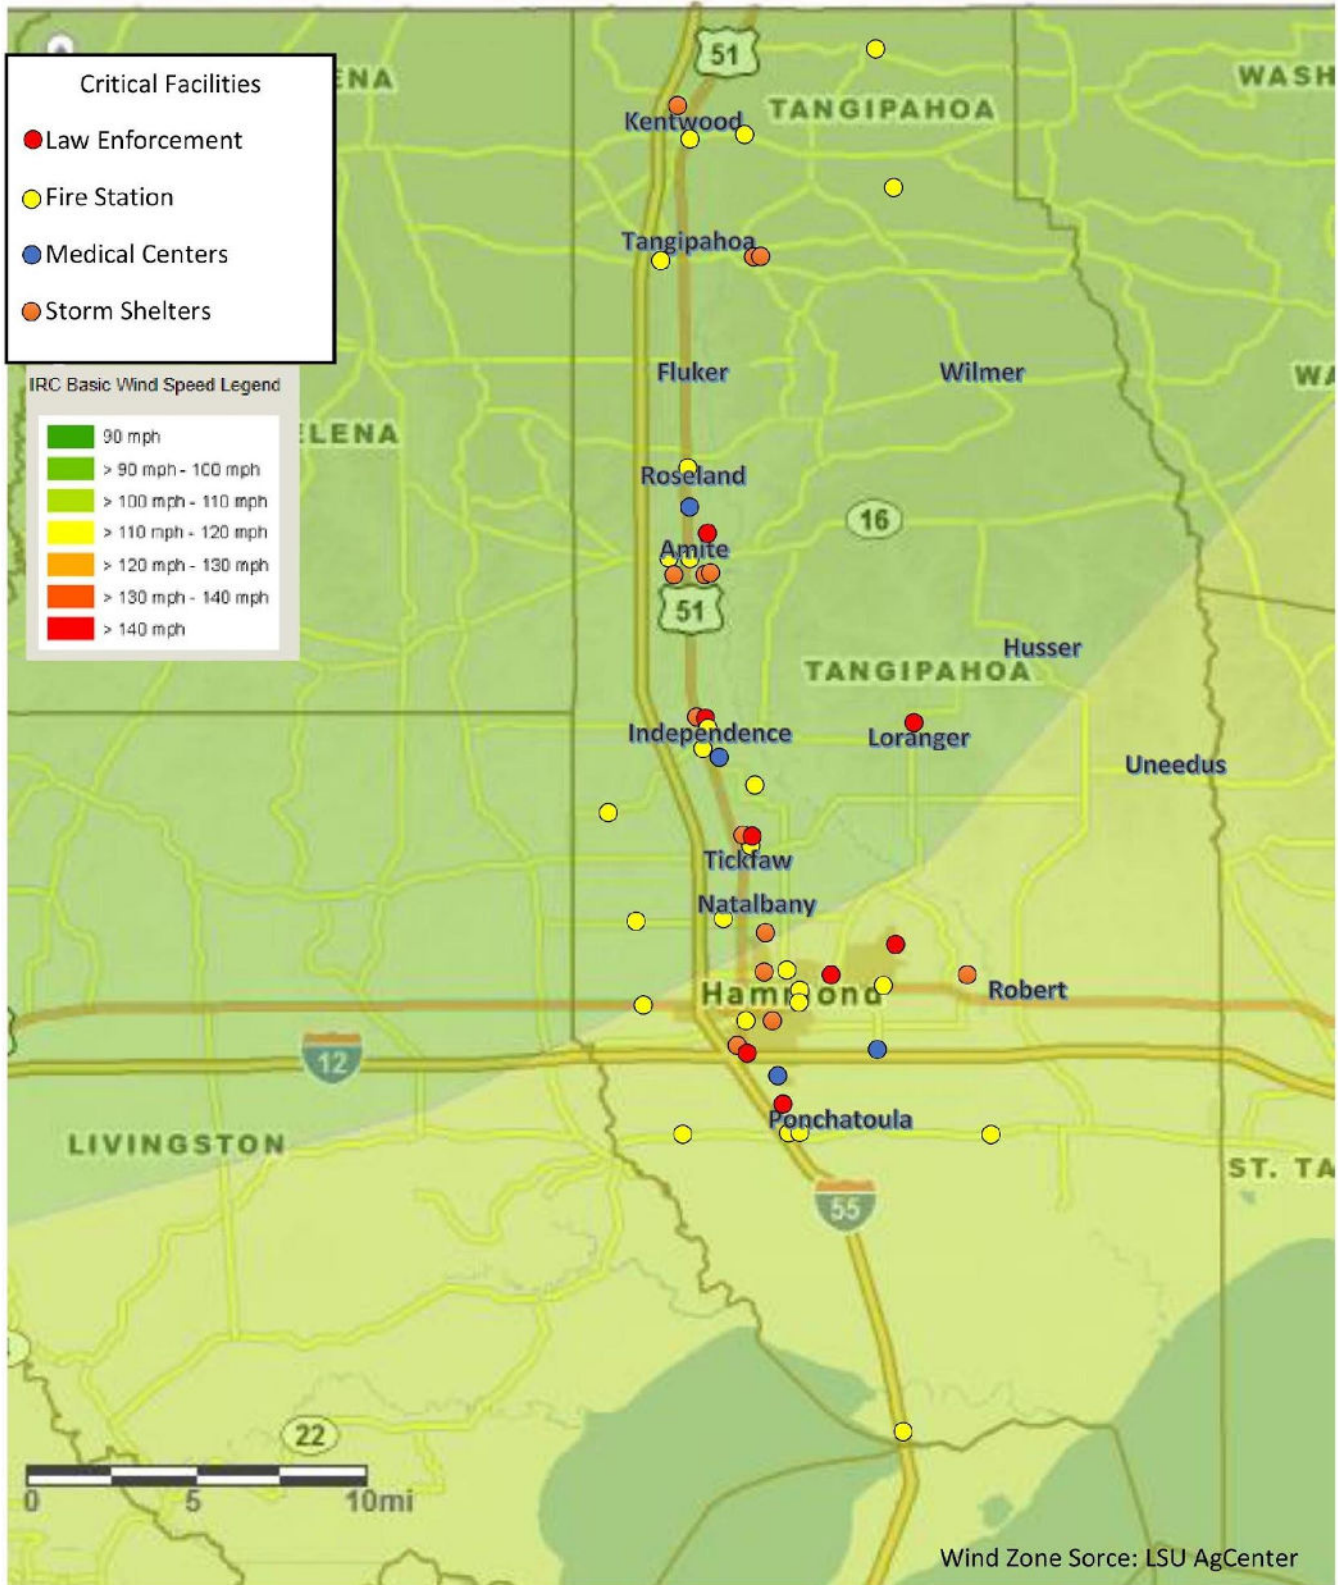 51
ENA
WASH
TANGIPAHOA
Critical Facilities
Law Enforcement
Fire Station
Medical Centers
Storm Shelters
Kentwood
Tangipahoa
Fluker
Wilmer
WA
IRC Basic Wind Speed Legend
90 mph
> 90 mph - 100 mph
> 100 mph - 110 mph
> 110 mph - 120 mph
> 120 mph - 130 mph
> 130 mph - 140 mph
> 140 mph
ELENA
Roseland
16
Amite
51
Husser
TANGIPAHOA
Independence
Loranger
Uneedus
Tickfaw
Natalbany
Hammond
Robert
12
Ponchatoula
LIVINGSTON
ST. TA
55
22
0 5 10mi
Wind Zone Sorce: LSU AgCenter